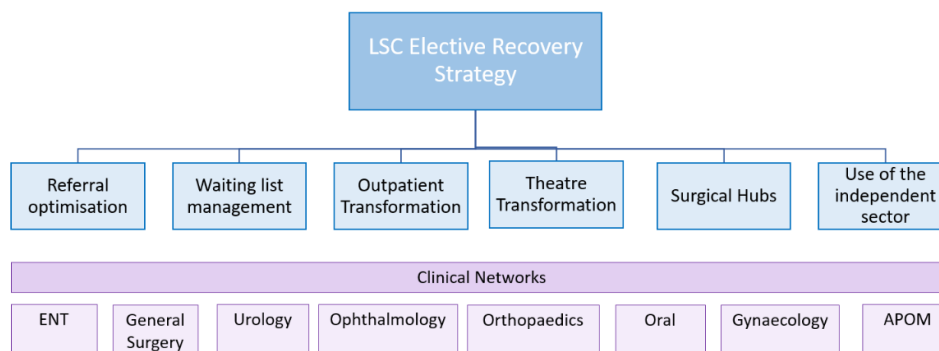 LSC Elective Recovery
Strategy
Referral
optimisation
Waiting list
management
Outpatient
Transformation
Theatre
Transformation
Surgical Hubs
Use of the
independent
sector
Clinical Networks
ENT
General
Surgery
Urology
Ophthalmology
Orthopaedics
Oral
Gynaecology
APOM